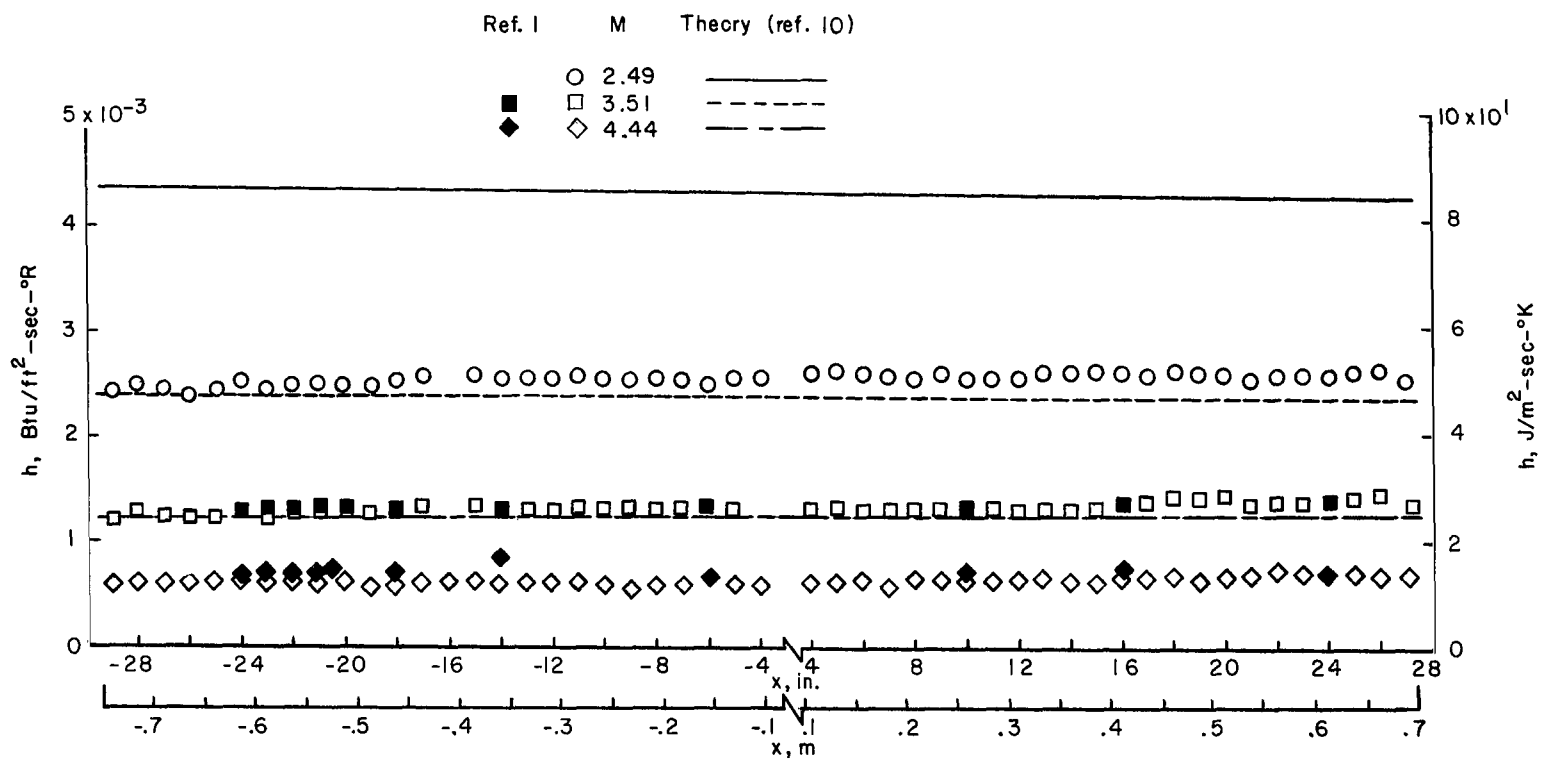 Ref. 1 M Theory (ref. 10)
2.49
3.51
4.44
5 x 10-3
10 x 101
4
8
3
6
2
4
1
2
0
0
h, Btu/ft2-sec-°R
h, J/m2-sec-°K
-28 -24 -20 -16 -12 -8 -4 4 8 12 16 20 24 28
x, in.
-.7 -.6 -.5 -.4 -.3 -.2 -.1 .1 .2 .3 .4 .5 .6 .7
x, m